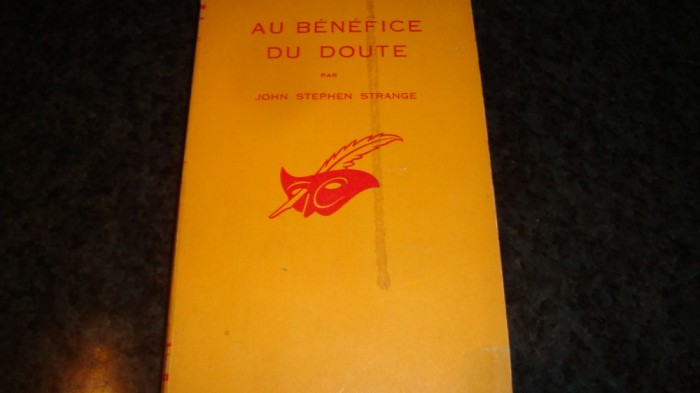 AU BÉNÉFICE
DU DOUTE
PAR
JOHN STEPHEN STRANGE